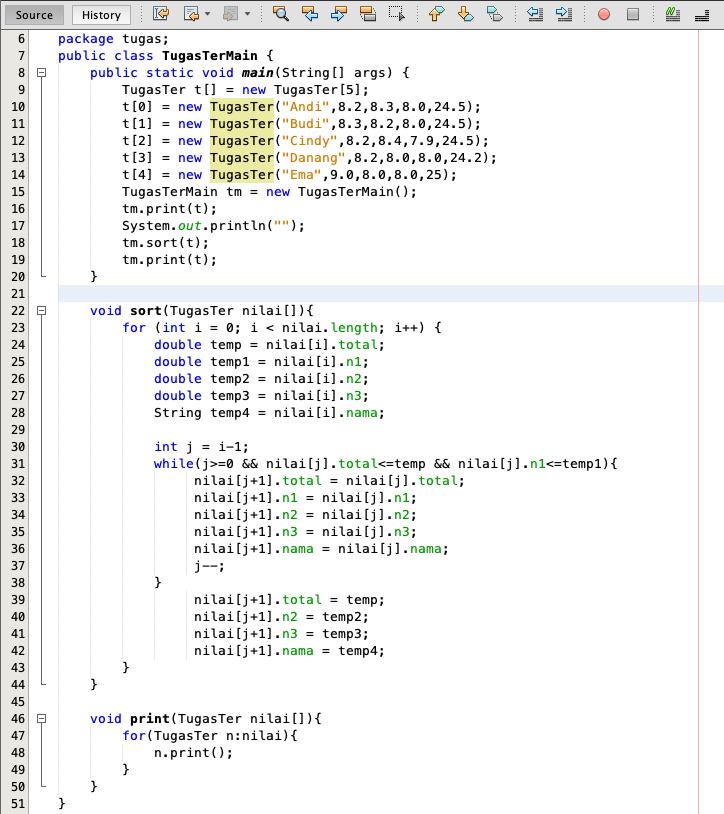 Source History
6 package tugas;
7 public class TugasTerMain {
8 public static void main(String[] args) {
9 TugasTer t[] = new TugasTer[5];
10 t[0] = new TugasTer("Andi",8.2,8.3,8.0,24.5);
11 t[1] = new TugasTer("Budi",8.3,8.2,8.0,24.5);
12 t[2] = new TugasTer("Cindy",8.2,8.4,7.9,24.5);
13 t[3] = new TugasTer("Danang",8.2,8.0,8.0,24.2);
14 t[4] = new TugasTer("Ema",9.0,8.0,8.0,25);
15 TugasTerMain tm = new TugasTerMain();
16 tm.print(t);
17 System.out.println("");
18 tm.sort(t);
19 tm.print(t);
20 }
21
22 void sort(TugasTer nilai[]){
23 for (int i = 0; i < nilai.length; i++) {
24 double temp = nilai[i].total;
25 double temp1 = nilai[i].n1;
26 double temp2 = nilai[i].n2;
27 double temp3 = nilai[i].n3;
28 String temp4 = nilai[i].nama;
29
30 int j = i-1;
31 while(j>=0 && nilai[j].total<=temp && nilai[j].n1<=temp1){
32 nilai[j+1].total = nilai[j].total;
33 nilai[j+1].n1 = nilai[j].n1;
34 nilai[j+1].n2 = nilai[j].n2;
35 nilai[j+1].n3 = nilai[j].n3;
36 nilai[j+1].nama = nilai[j].nama;
37 j--;
38 }
39 nilai[j+1].total = temp;
40 nilai[j+1].n2 = temp2;
41 nilai[j+1].n3 = temp3;
42 nilai[j+1].nama = temp4;
43 }
44 }
45
46 void print(TugasTer nilai[]){
47 for(TugasTer n:nilai){
48 n.print();
49 }
50 }
51 }